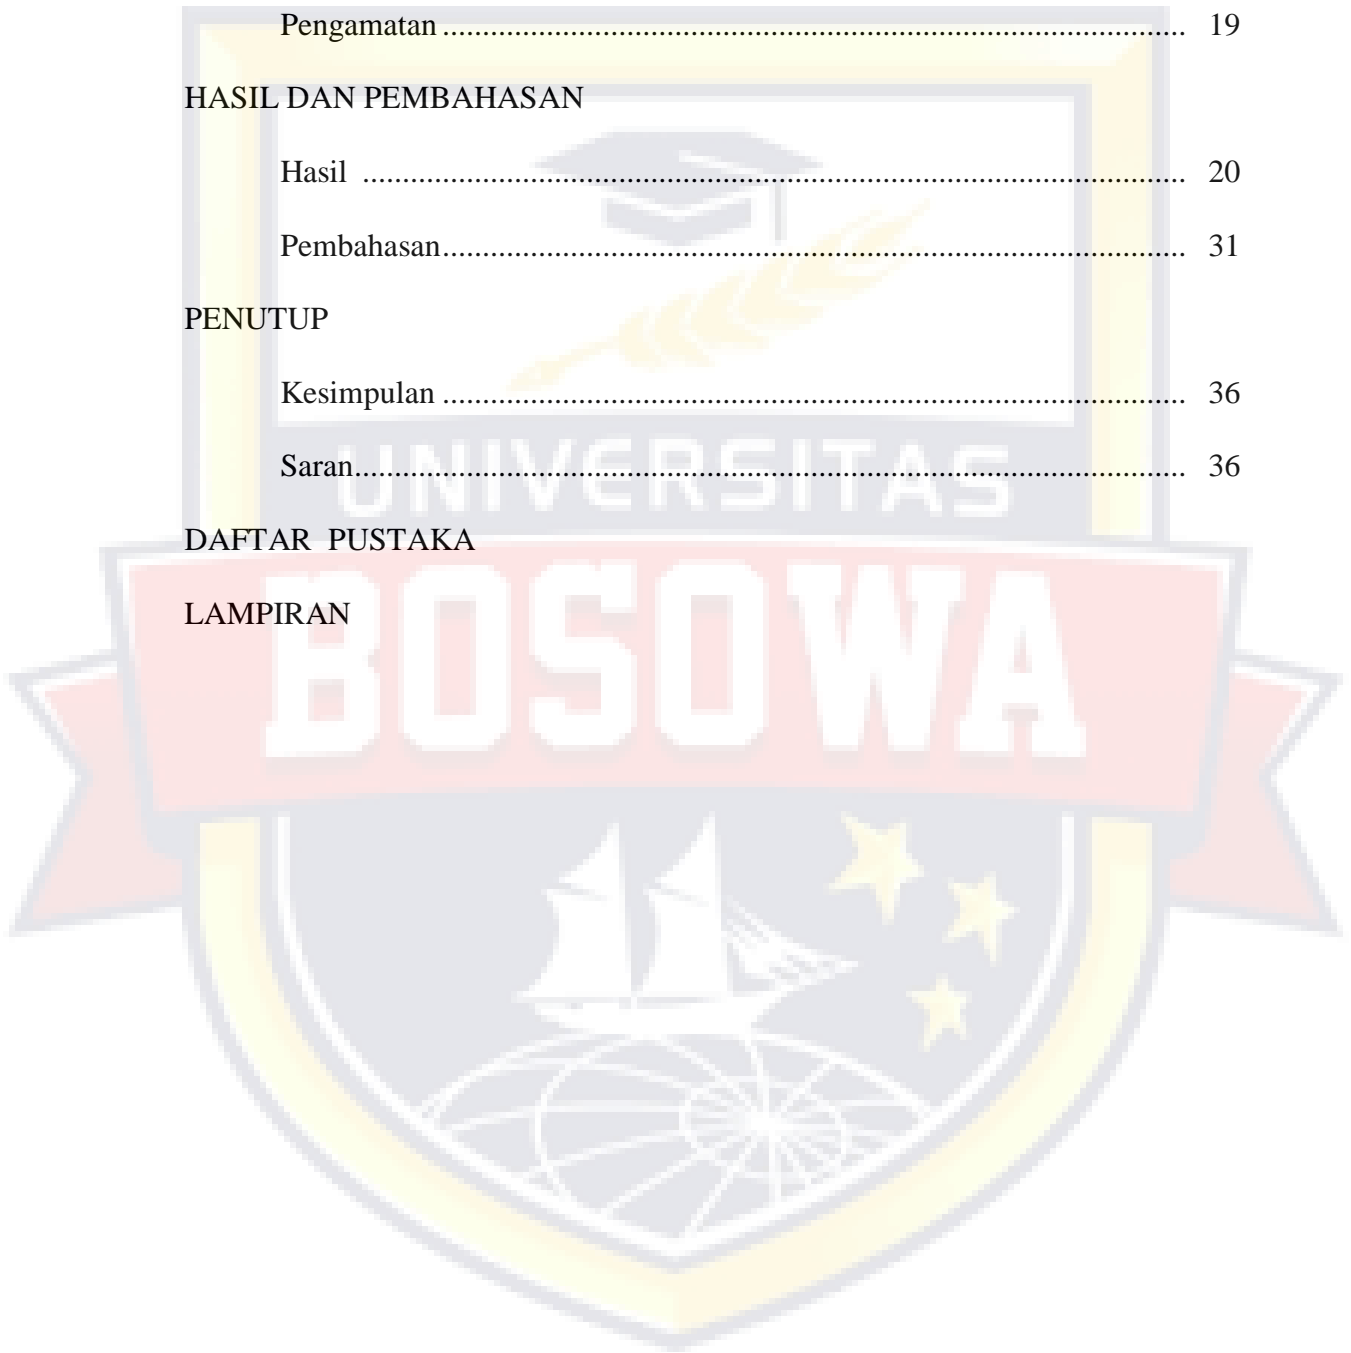 Pengamatan ............................................................................................. 19
HASIL DAN PEMBAHASAN
Hasil ....................................................................................................... 20
Pembahasan............................................................................................. 31
PENUTUP
Kesimpulan ............................................................................................. 36
Saran........................................................................................................ 36
UNIVERSITAS
DAFTAR PUSTAKA
BOSOWA
LAMPIRAN